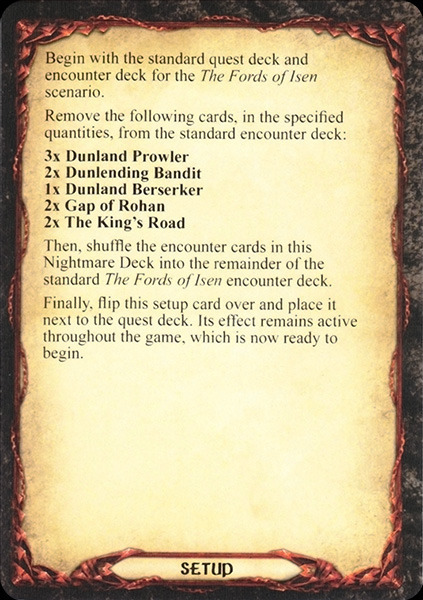 Begin with the standard quest deck and
encounter deck for the The Fords of Isen
scenario.
Remove the following cards, in the specified
quantities, from the standard encounter deck:
3x Dunland Prowler
2x Dunlending Bandit
1x Dunland Berserker
2x Gap of Rohan
2x The King's Road
Then, shuffle the encounter cards in this
Nightmare Deck into the remainder of the
standard The Fords of Isen encounter deck.
Finally, flip this setup card over and place it
next to the quest deck. Its effect remains active
throughout the game, which is now ready to
begin.
SETUP